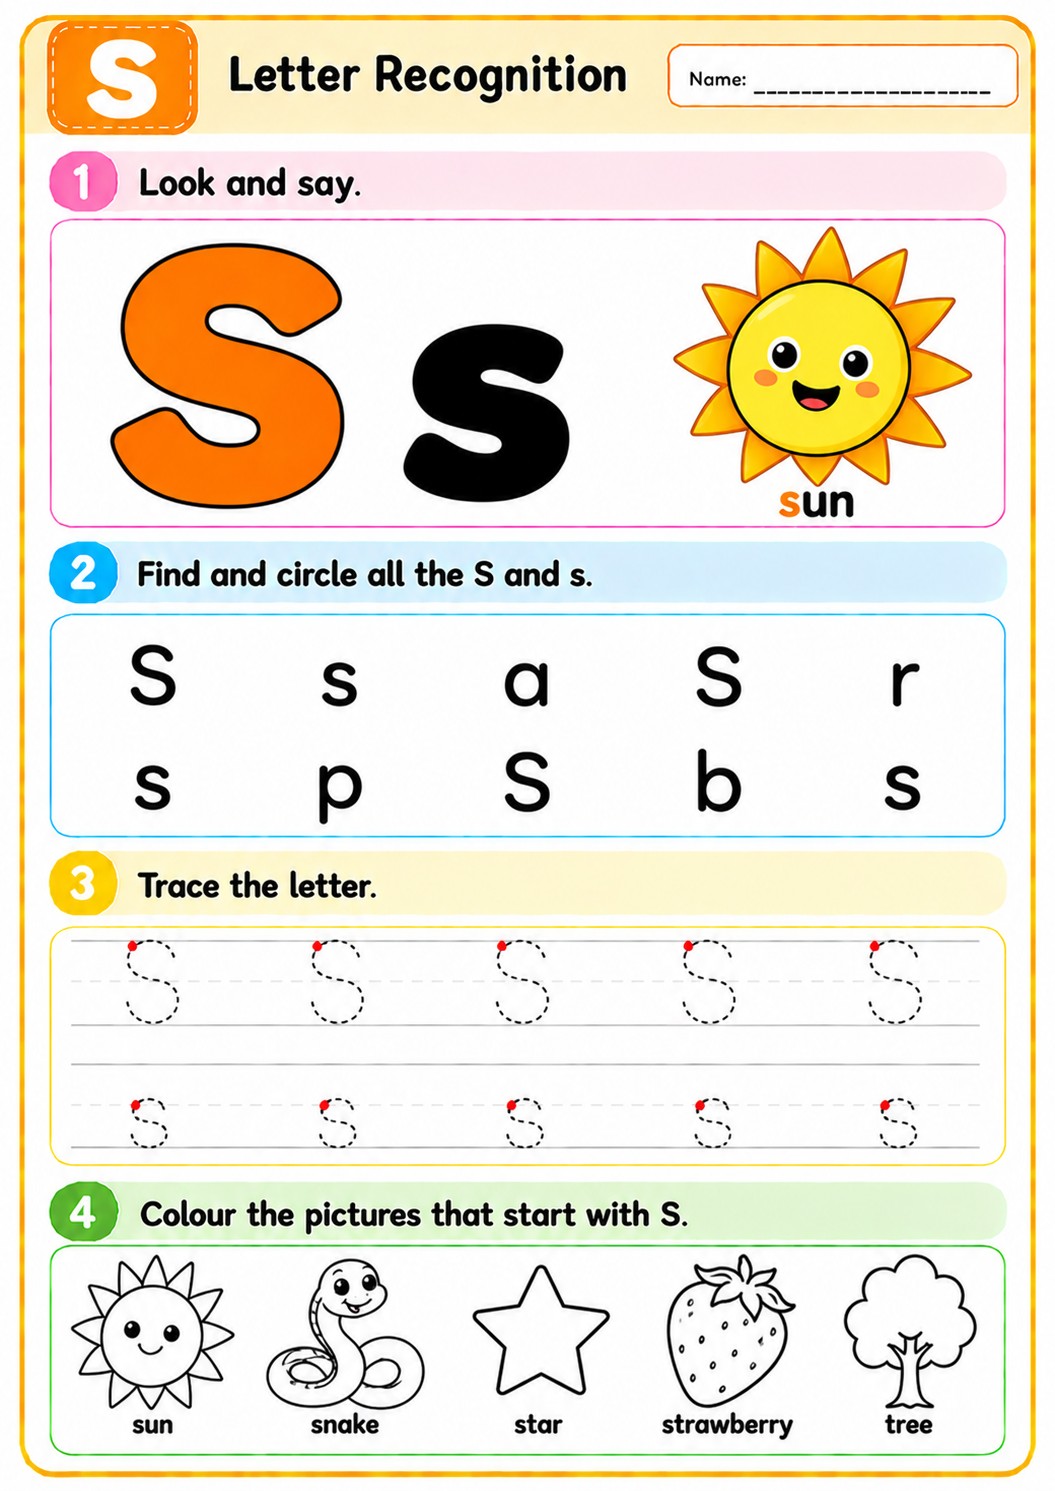 S
Letter Recognition
Name: ____________________
1
Look and say.
S s
sun
2
Find and circle all the S and s.
S s a S r
s p S b s
3
Trace the letter.
S S S S S
s s s s s
4
Colour the pictures that start with S.
sun snake star strawberry tree